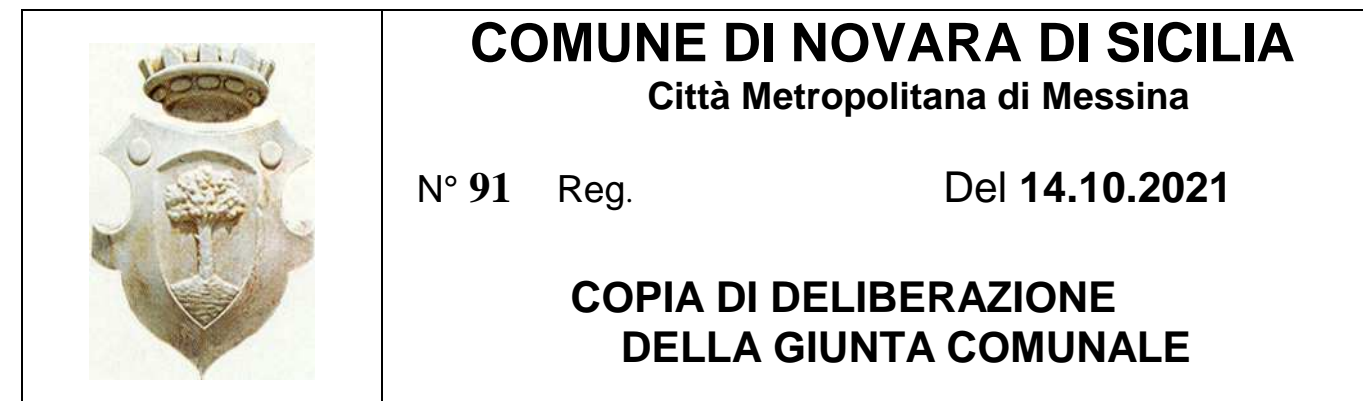 COMUNE DI NOVARA DI SICILIA
Città Metropolitana di Messina
N° 91 Reg. Del 14.10.2021
COPIA DI DELIBERAZIONE
DELLA GIUNTA COMUNALE